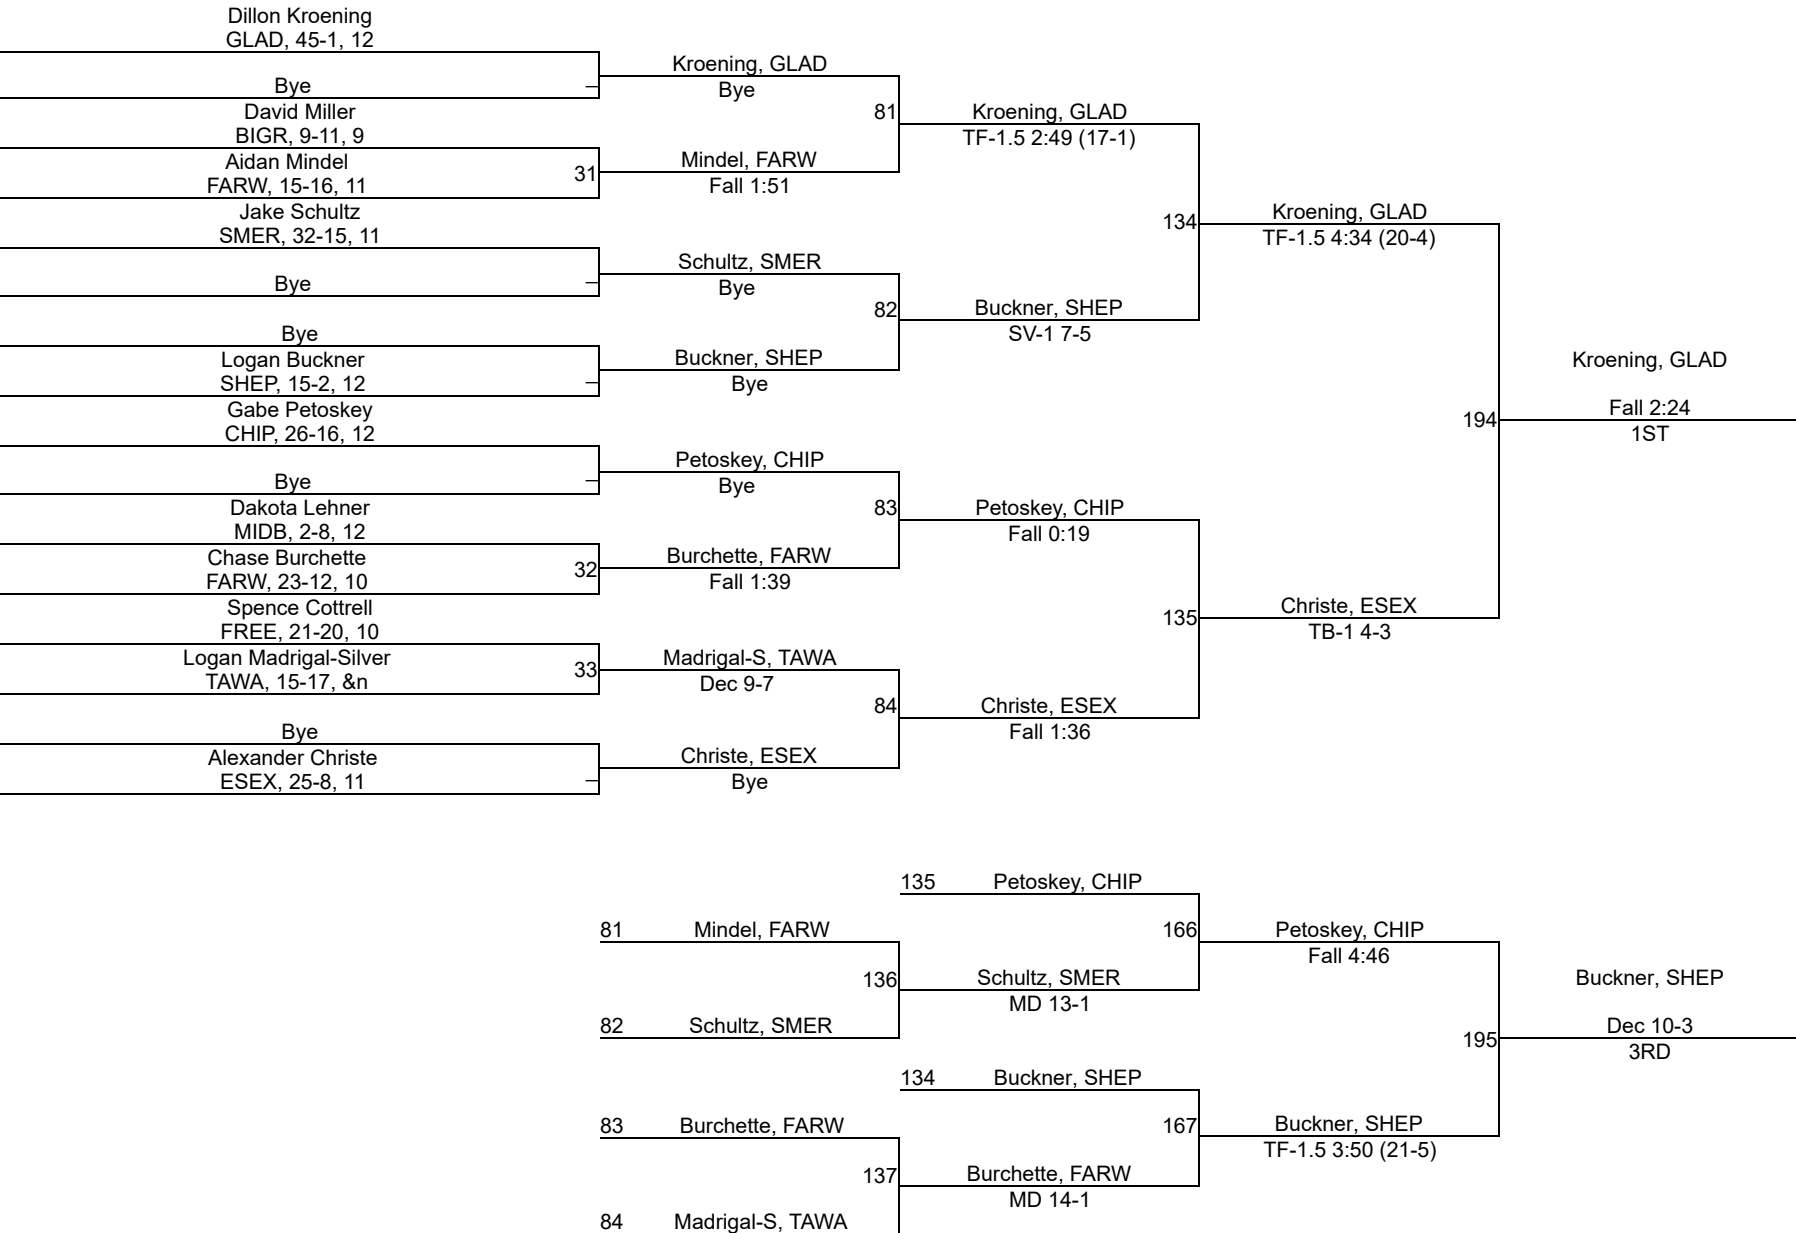 Dillon Kroening
GLAD, 45-1, 12
Bye
David Miller
BIGR, 9-11, 9
Aidan Mindel
FARW, 15-16, 11
31
Jake Schultz
SMER, 32-15, 11
Bye
Bye
Logan Buckner
SHEP, 15-2, 12
Gabe Petoskey
CHIP, 26-16, 12
Bye
Dakota Lehner
MIDB, 2-8, 12
Chase Burchette
FARW, 23-12, 10
32
Spence Cottrell
FREE, 21-20, 10
Logan Madrigal-Silver
TAWA, 15-17, &n
33
Bye
Alexander Christe
ESEX, 25-8, 11
Kroening, GLAD
Bye
81
Mindel, FARW
Fall 1:51
Schultz, SMER
Bye
82
Buckner, SHEP
Bye
Petoskey, CHIP
Bye
83
Burchette, FARW
Fall 1:39
Madrigal-S, TAWA
Dec 9-7
84
Christe, ESEX
Bye
Kroening, GLAD
TF-1.5 2:49 (17-1)
134
Buckner, SHEP
SV-1 7-5
Petoskey, CHIP
Fall 0:19
135
Christe, ESEX
Fall 1:36
Kroening, GLAD
TF-1.5 4:34 (20-4)
194
Christe, ESEX
TB-1 4-3
Kroening, GLAD
Fall 2:24
1ST
81 Mindel, FARW
136
82 Schultz, SMER
83 Burchette, FARW
137
84 Madrigal-S, TAWA
135 Petoskey, CHIP
166
Schultz, SMER
MD 13-1
134 Buckner, SHEP
167
Burchette, FARW
MD 14-1
Petoskey, CHIP
Fall 4:46
195
Buckner, SHEP
TF-1.5 3:50 (21-5)
Buckner, SHEP
Dec 10-3
3RD